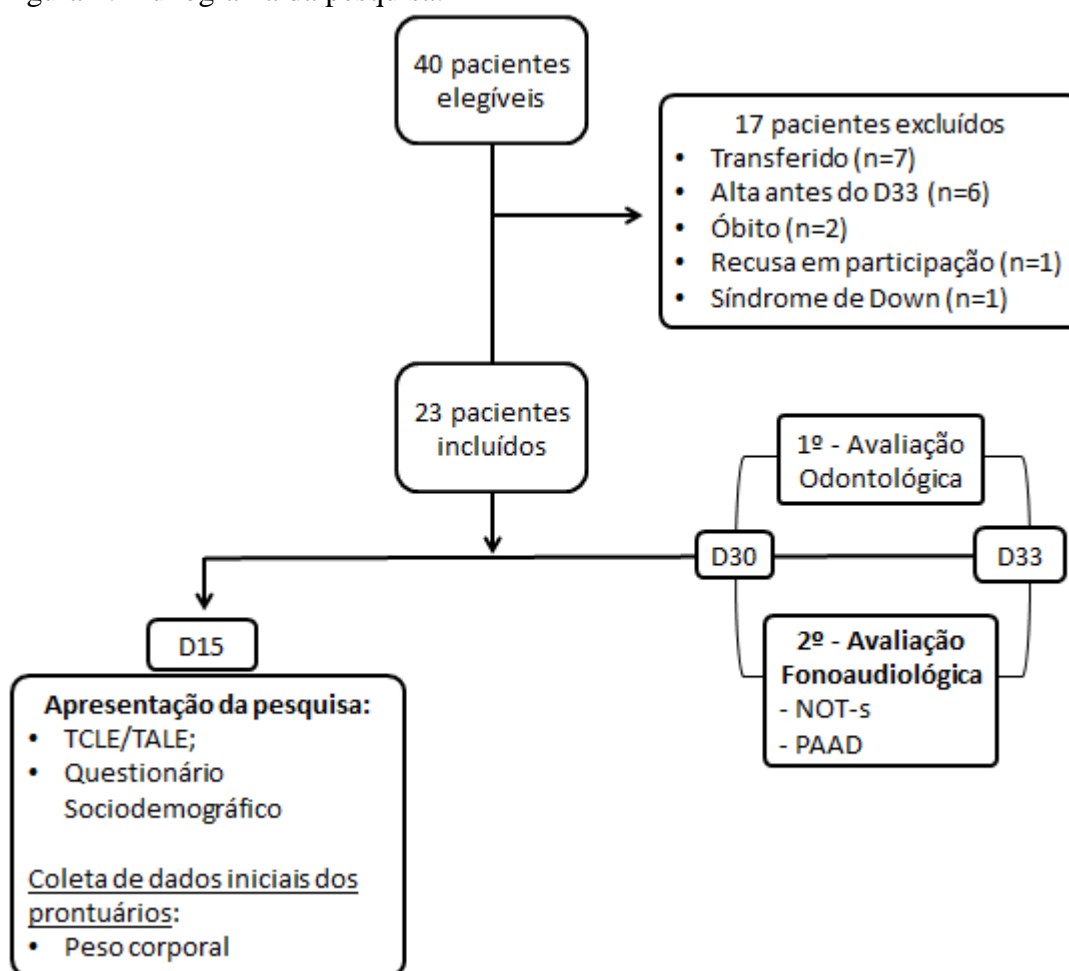 40 pacientes
elegíveis
17 pacientes excluídos
• Transferido (n=7)
• Alta antes do D33 (n=6)
• Óbito (n=2)
• Recusa em participação (n=1)
• Síndrome de Down (n=1)
23 pacientes
incluídos
1º - Avaliação
Odontológica
D30
D33
2º - Avaliação
Fonoaudiológica
- NOT-s
- PAAD
D15
Apresentação da pesquisa:
• TCLE/TALE;
• Questionário
Sociodemográfico
Coleta de dados iniciais dos
prontuários:
• Peso corporal